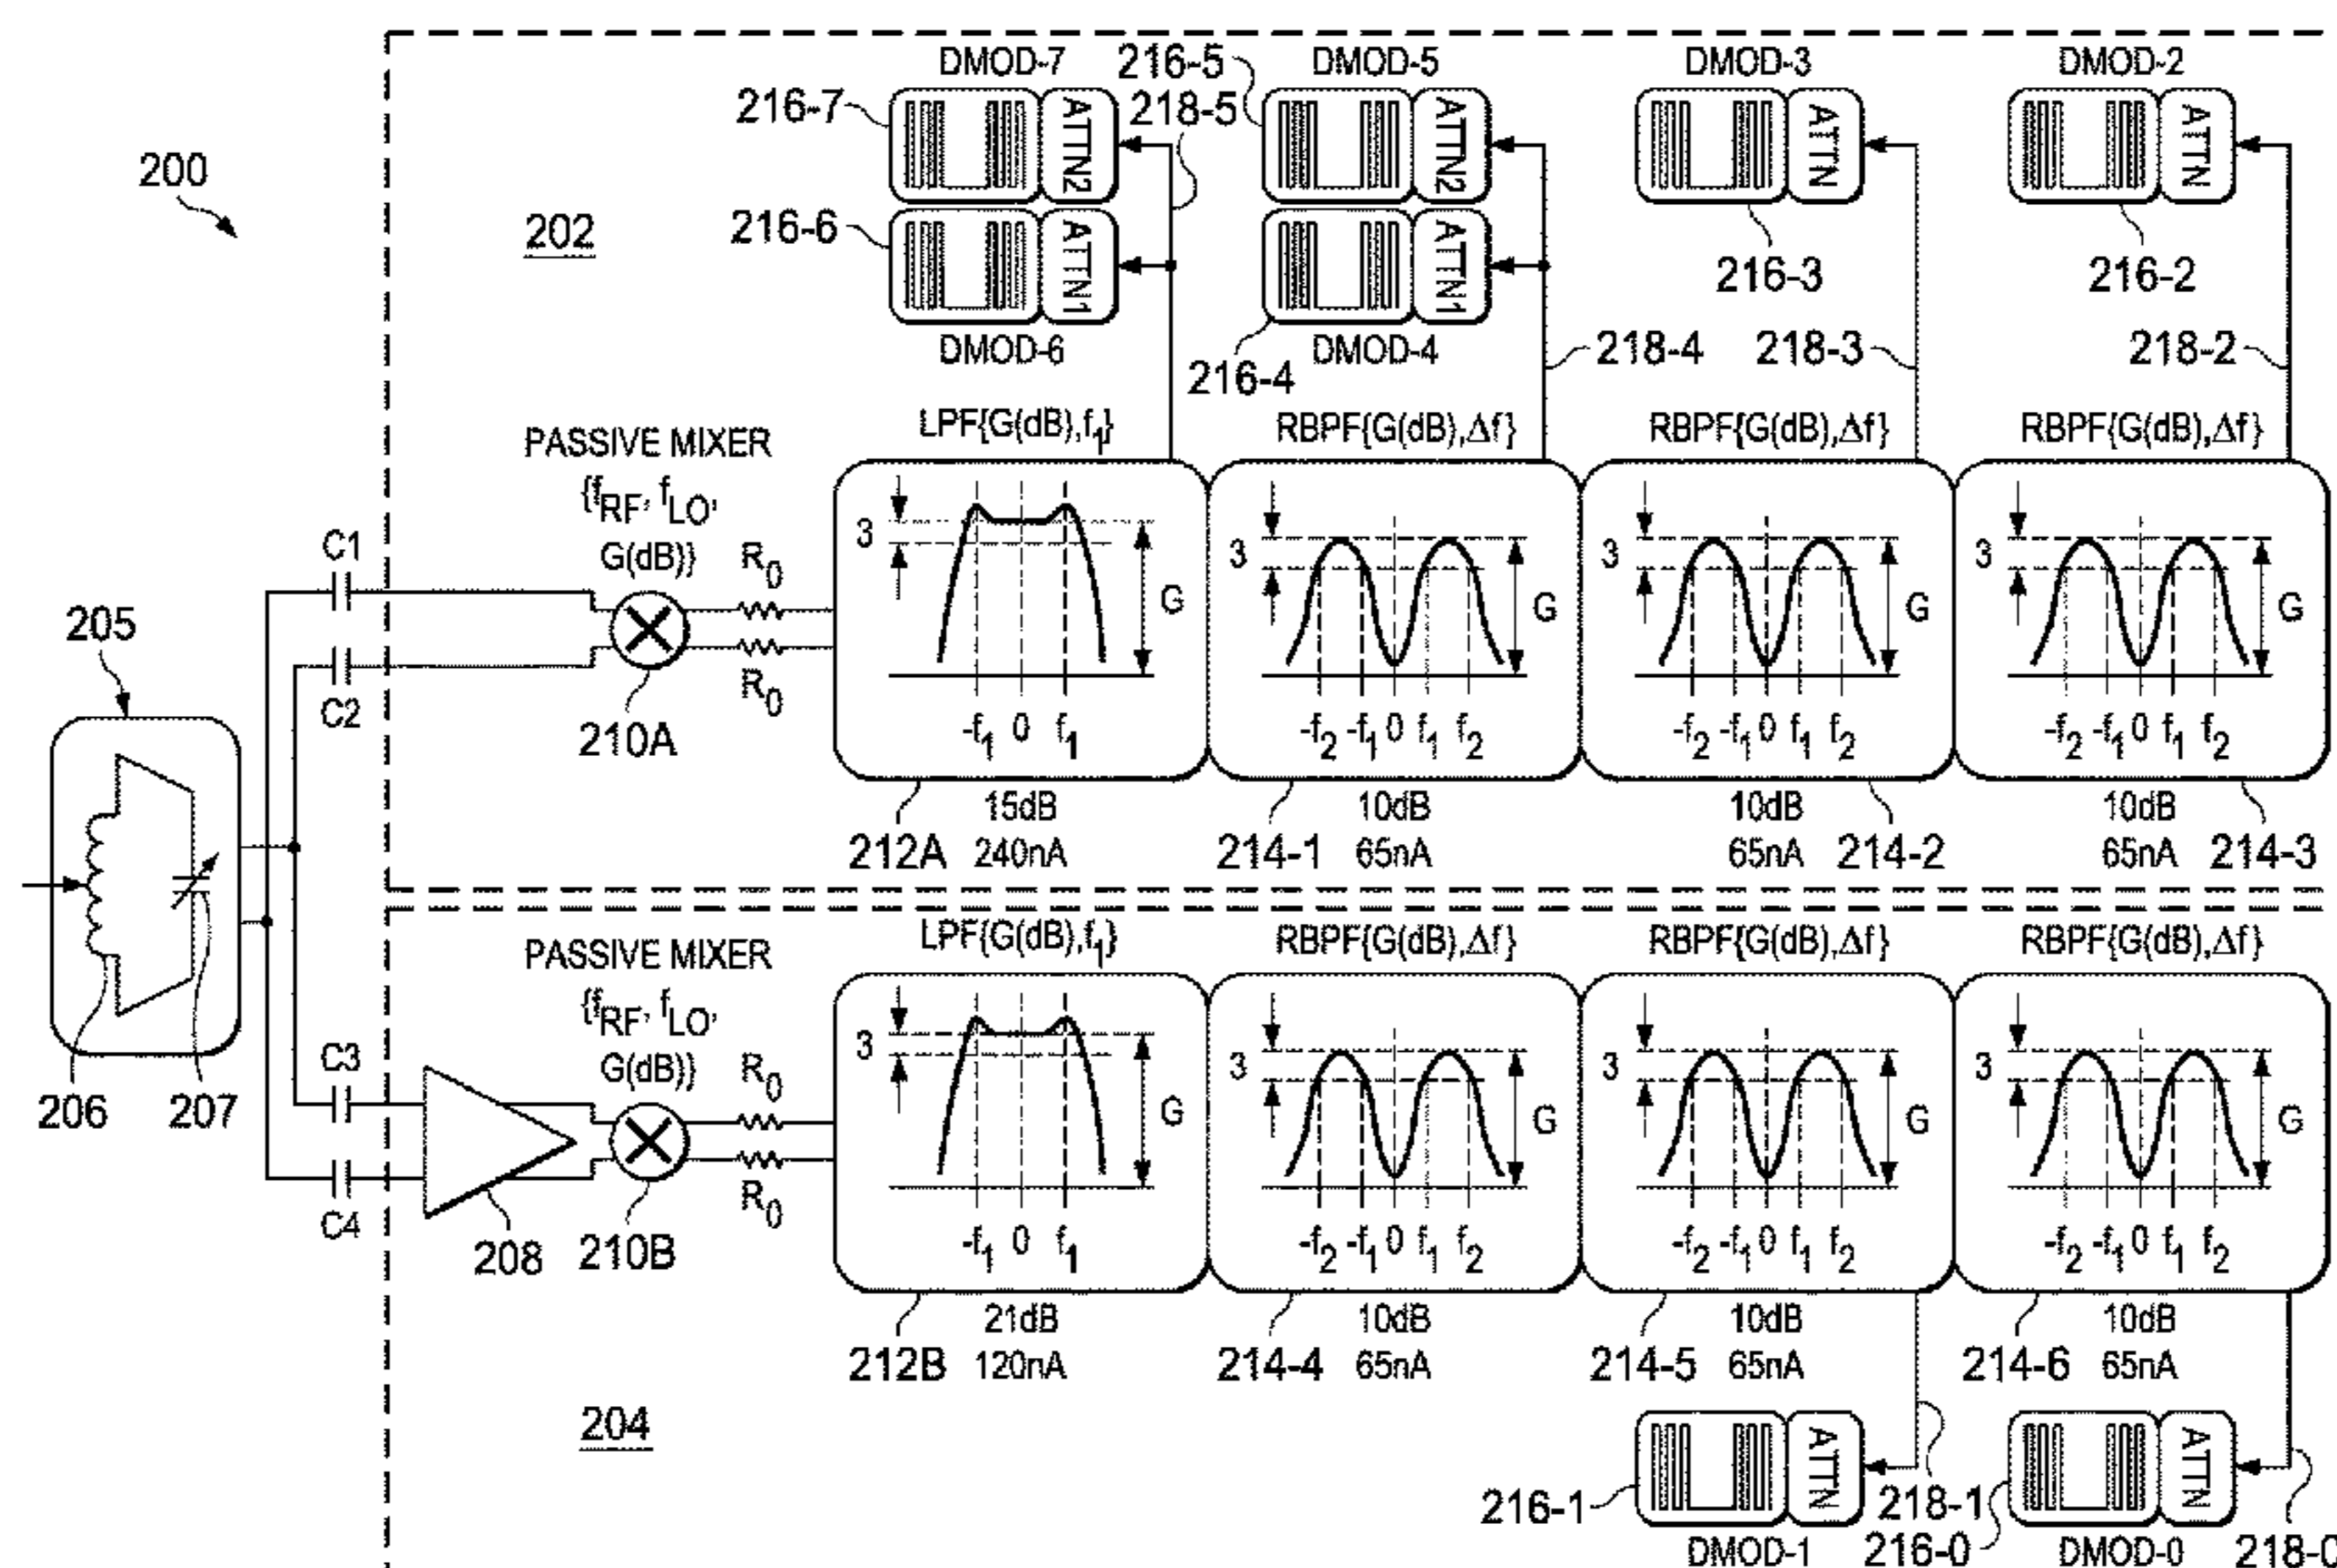 DMOD-7
216-5
DMOD-5
DMOD-3
DMOD-2
216-7
ATTN2
218-5
ATTN2
ATTN
ATTN
200
216-6
ATTN1
ATTN1
202
216-3
216-2
DMOD-6
216-4
DMOD-4
218-4
218-3
218-2
PASSIVE MIXER
{fRF, fLO,
G(dB)}
LPF{G(dB),f1}
RBPF{G(dB),Δf}
RBPF{G(dB),Δf}
RBPF{G(dB),Δf}
C1
R0
3
G
3
G
3
G
3
G
205
C2
R0
210A
-f1 0 f1
-f2 -f1 0 f1 f2
-f2 -f1 0 f1 f2
-f2 -f1 0 f1 f2
15dB
10dB
10dB
10dB
212A 240nA
214-1 65nA
65nA 214-2
65nA 214-3
PASSIVE MIXER
{fRF, fLO,
G(dB)}
LPF{G(dB),f1}
RBPF{G(dB),Δf}
RBPF{G(dB),Δf}
RBPF{G(dB),Δf}
206
207
C3
R0
3
G
3
G
3
G
3
G
C4
208
R0
210B
-f1 0 f1
-f2 -f1 0 f1 f2
-f2 -f1 0 f1 f2
-f2 -f1 0 f1 f2
21dB
10dB
10dB
10dB
212B 120nA
214-4 65nA
214-5 65nA
214-6 65nA
204
ATTN
ATTN
216-1
DMOD-1
218-1
216-0
DMOD-0
218-0